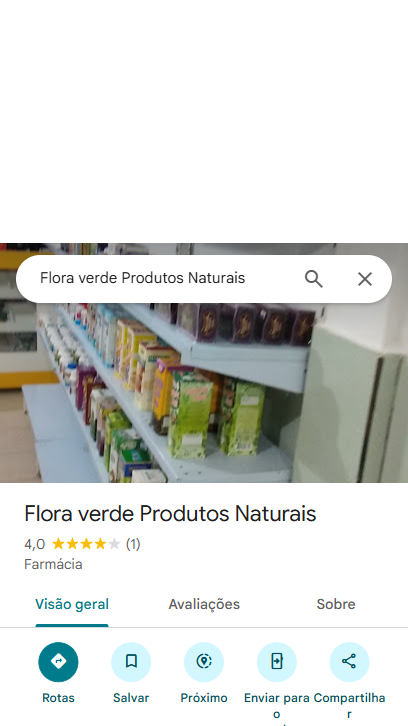 Flora verde Produtos Naturais
Flora verde Produtos Naturais
4,0 (1)
Farmácia
Visão geral Avaliações Sobre
Rotas Salvar Próximo Enviar para o Compartilhar